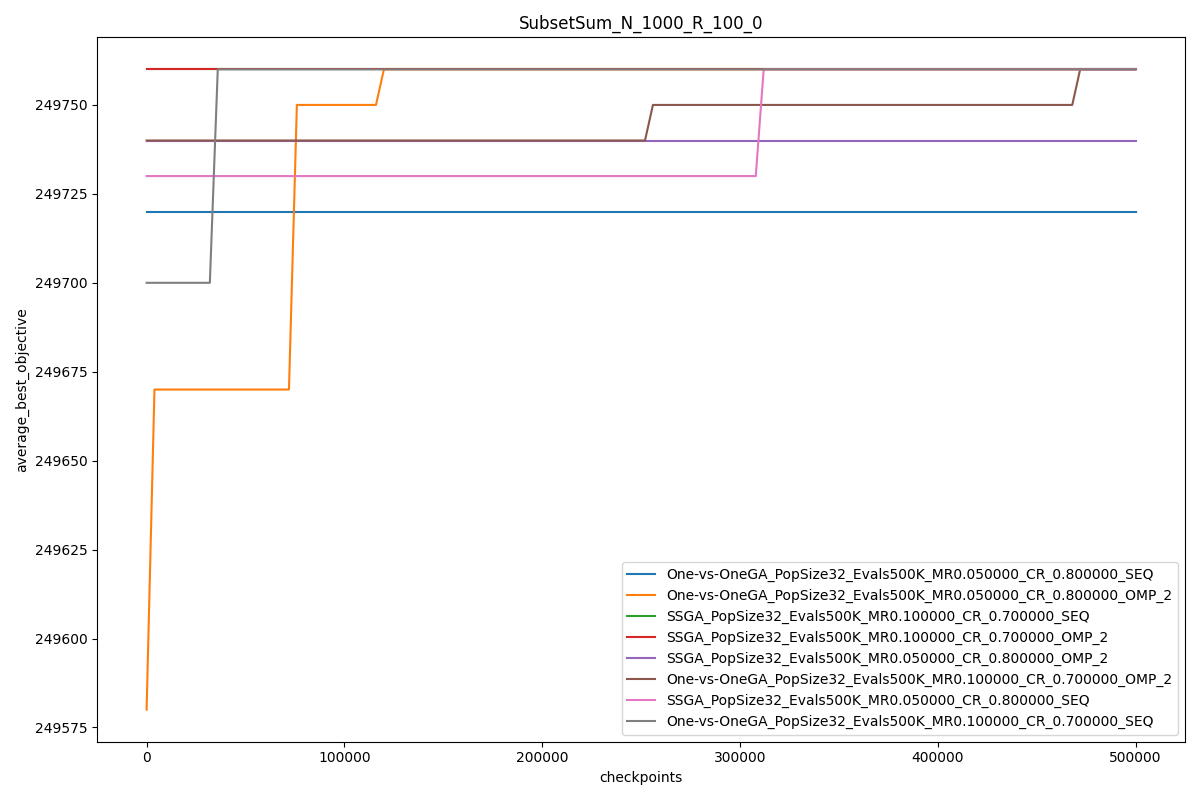 SubsetSum_N_1000_R_100_0
average_best_objective
249750
249725
249700
249675
249650
249625
249600
249575
One-vs-OneGA_PopSize32_Evals500K_MR0.050000_CR_0.800000_SEQ
One-vs-OneGA_PopSize32_Evals500K_MR0.050000_CR_0.800000_OMP_2
SSGA_PopSize32_Evals500K_MR0.100000_CR_0.700000_SEQ
SSGA_PopSize32_Evals500K_MR0.100000_CR_0.700000_OMP_2
SSGA_PopSize32_Evals500K_MR0.050000_CR_0.800000_OMP_2
One-vs-OneGA_PopSize32_Evals500K_MR0.100000_CR_0.700000_OMP_2
SSGA_PopSize32_Evals500K_MR0.050000_CR_0.800000_SEQ
One-vs-OneGA_PopSize32_Evals500K_MR0.100000_CR_0.700000_SEQ
0 100000 200000 300000 400000 500000
checkpoints